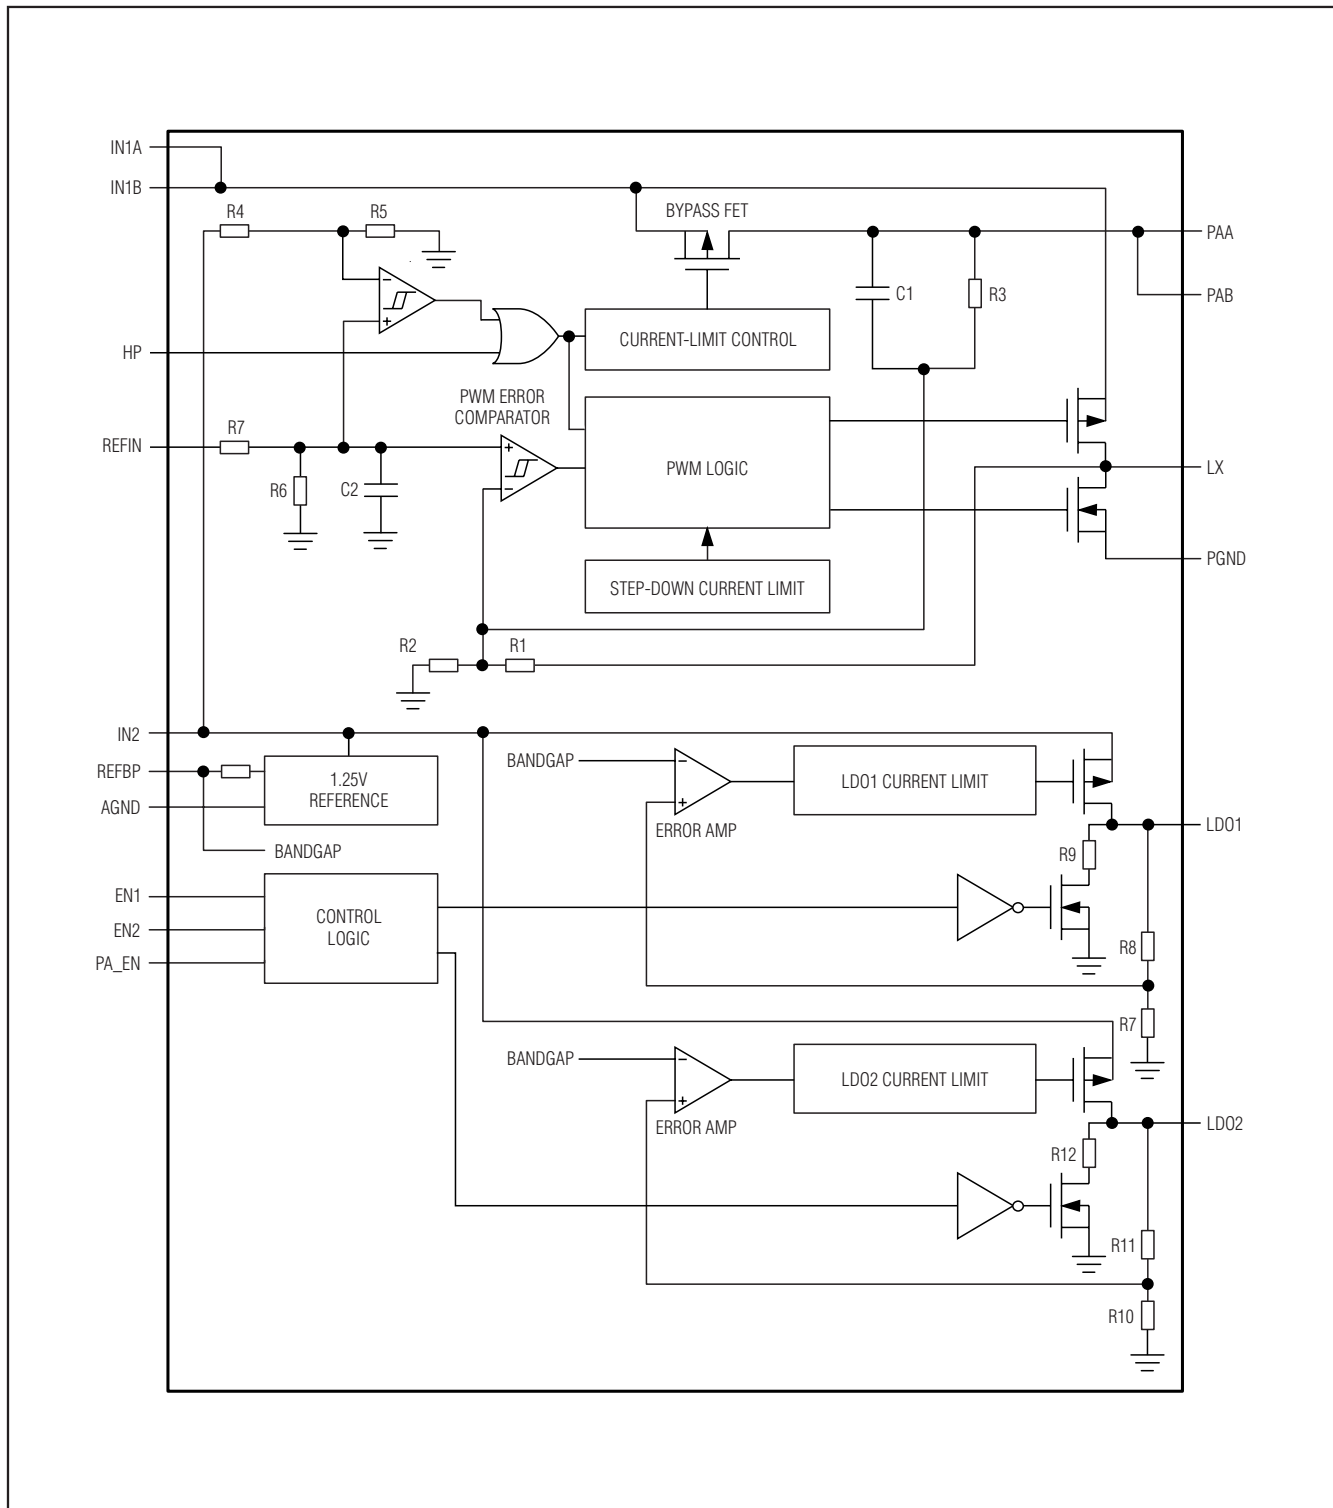 IN1A
IN1B
R4
R5
BYPASS FET
PAA
PAB
C1
R3
HP
CURRENT-LIMIT CONTROL
PWM ERROR
COMPARATOR
REFIN
R7
R6
C2
PWM LOGIC
LX
STEP-DOWN CURRENT LIMIT
PGND
R2
R1
IN2
REFBP
AGND
1.25V
REFERENCE
BANDGAP
BANDGAP
ERROR AMP
LDO1 CURRENT LIMIT
LDO1
R9
EN1
EN2
PA_EN
CONTROL
LOGIC
R8
R7
BANDGAP
ERROR AMP
LDO2 CURRENT LIMIT
LDO2
R12
R11
R10